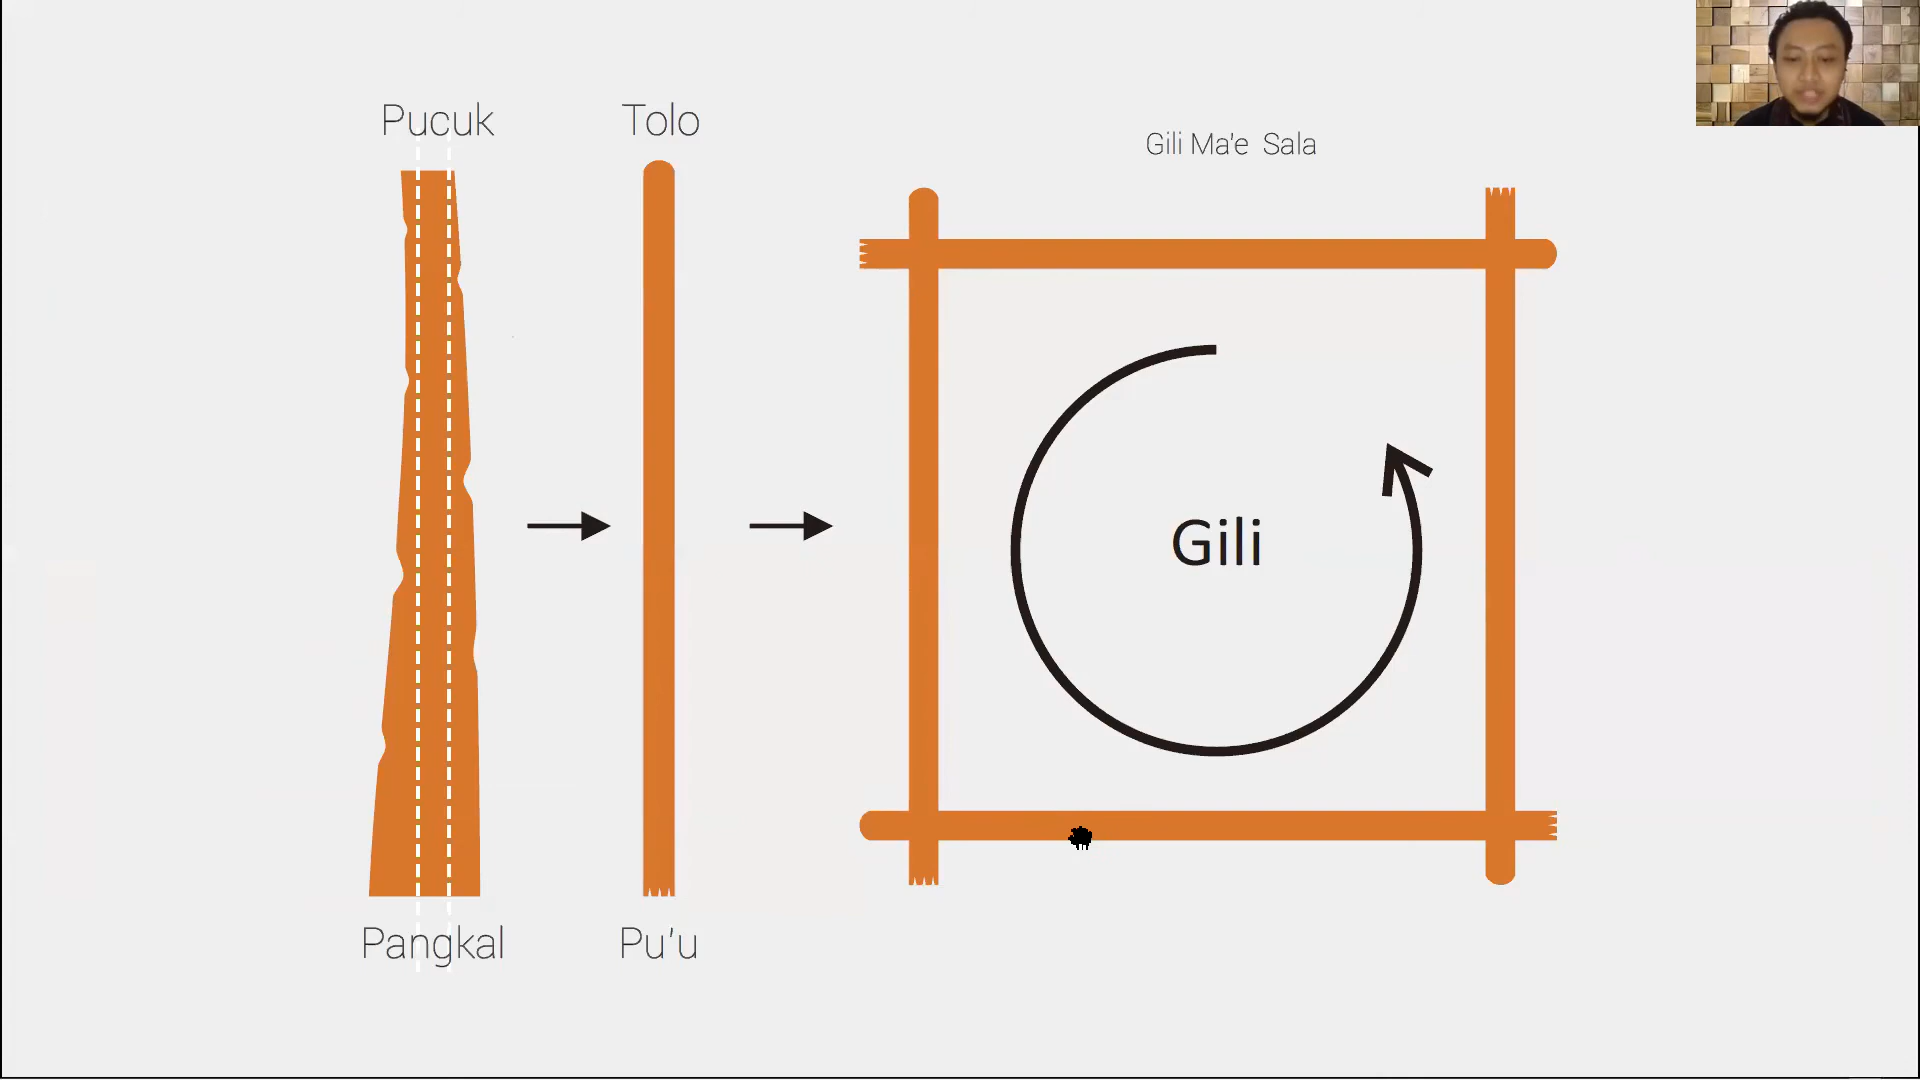 Pucuk
Tolo
Gili Ma'e Sala
Gili
Pangkal
Pu'u